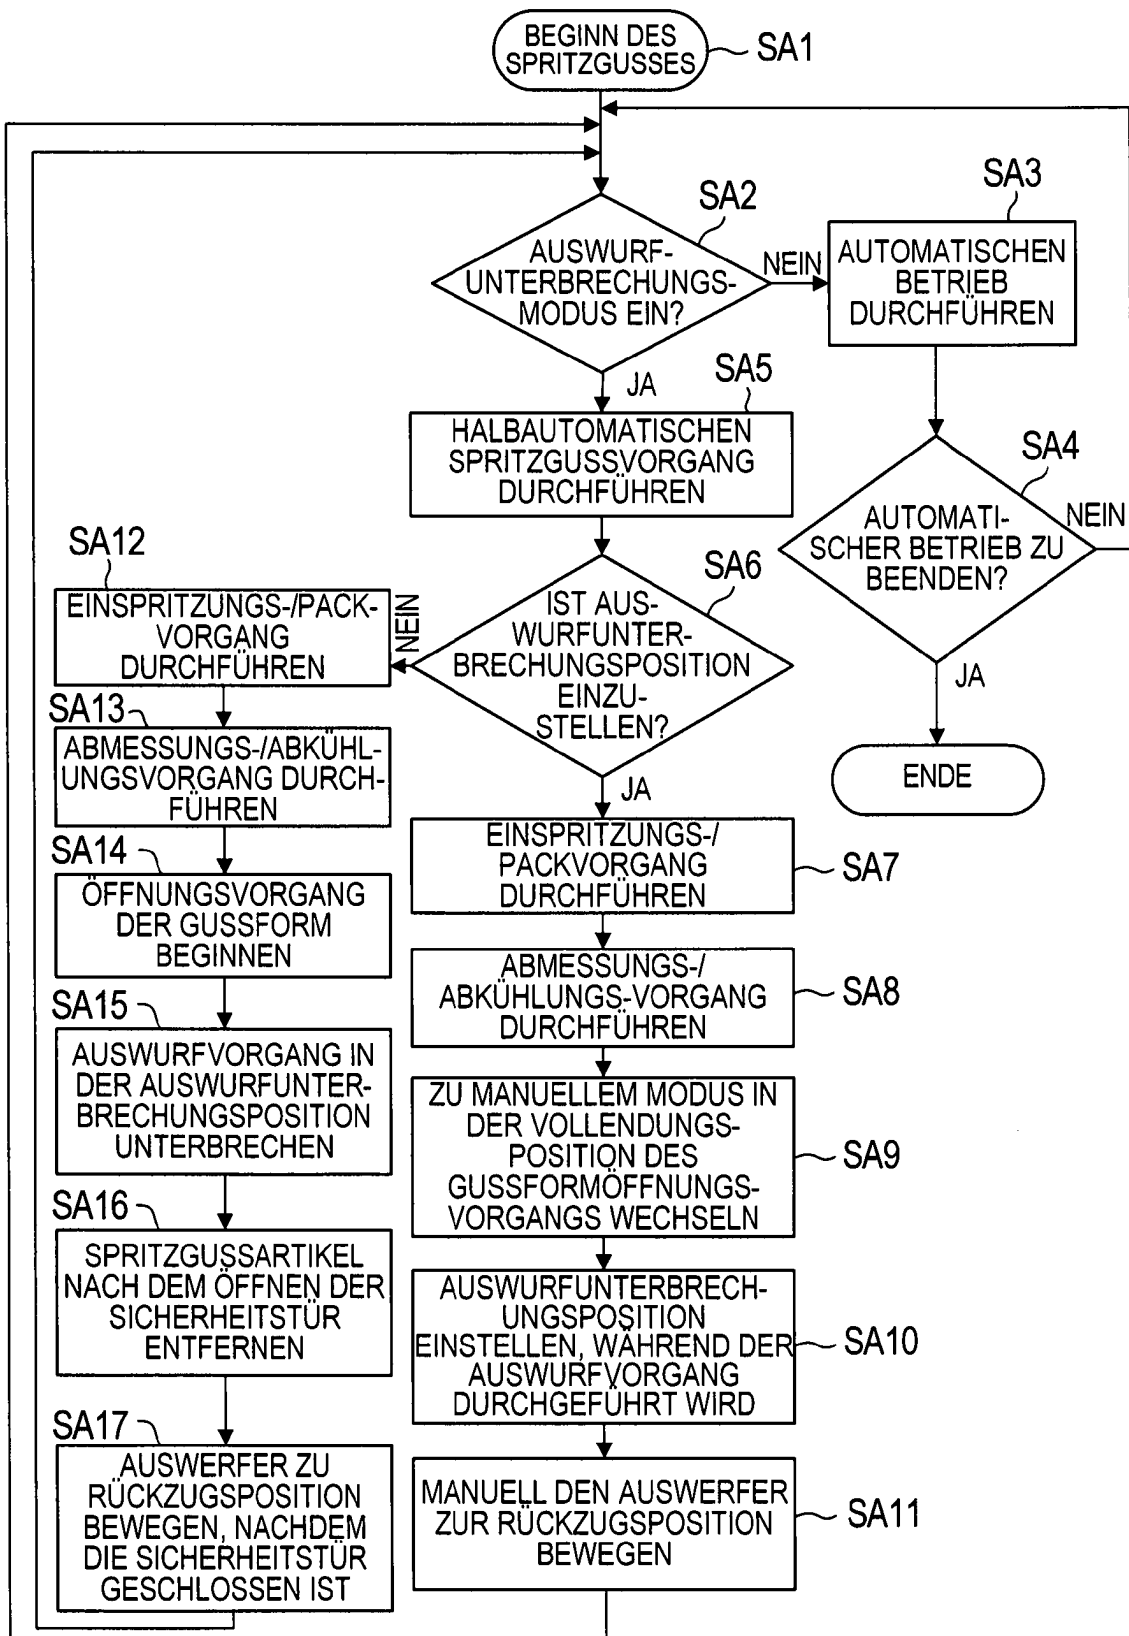 BEGINN DES
SPRITZGUSSES
SA1
SA2
AUSWURF-
UNTERBRECHUNGS-
MODUS EIN?
NEIN
JA
SA3
AUTOMATISCHEN
BETRIEB
DURCHFÜHREN
SA4
AUTOMATI-
SCHER BETRIEB ZU
BEENDEN?
NEIN
JA
ENDE
SA5
HALBAUTOMATISCHEN
SPRITZGUSSVORGANG
DURCHFÜHREN
SA6
IST AUS-
WURFUNTER-
BRECHUNGSPOSITION
EINZU-
STELLEN?
NEIN
JA
SA7
EINSPRITZUNGS-/
PACKVORGANG
DURCHFÜHREN
SA8
ABMESSUNGS-/
ABKÜHLUNGS-VORGANG
DURCHFÜHREN
SA9
ZU MANUELLEM MODUS IN
DER VOLLENDUNGS-
POSITION DES
GUSSFORMÖFFNUNGS-
VORGANGS WECHSELN
SA10
AUSWURFUNTERBRECH-
UNGSPOSITION
EINSTELLEN, WÄHREND DER
AUSWURFVORGANG
DURCHGEFÜHRT WIRD
SA11
MANUELL DEN AUSWERFER
ZUR RÜCKZUGSPOSITION
BEWEGEN
SA12
EINSPRITZUNGS-/PACK-
VORGANG
DURCHFÜHREN
SA13
ABMESSUNGS-/ABKÜHL-
UNGSVORGANG DURCH-
FÜHREN
SA14
ÖFFNUNGSVORGANG
DER GUSSFORM
BEGINNEN
SA15
AUSWURFVORGANG IN
DER AUSWURFUNTER-
BRECHUNGSPOSITION
UNTERBRECHEN
SA16
SPRITZGUSSARTIKEL
NACH DEM ÖFFNEN DER
SICHERHEITSTÜR
ENTFERNEN
SA17
AUSWERFER ZU
RÜCKZUGSPOSITION
BEWEGEN, NACHDEM
DIE SICHERHEITSTÜR
GESCHLOSSEN IST